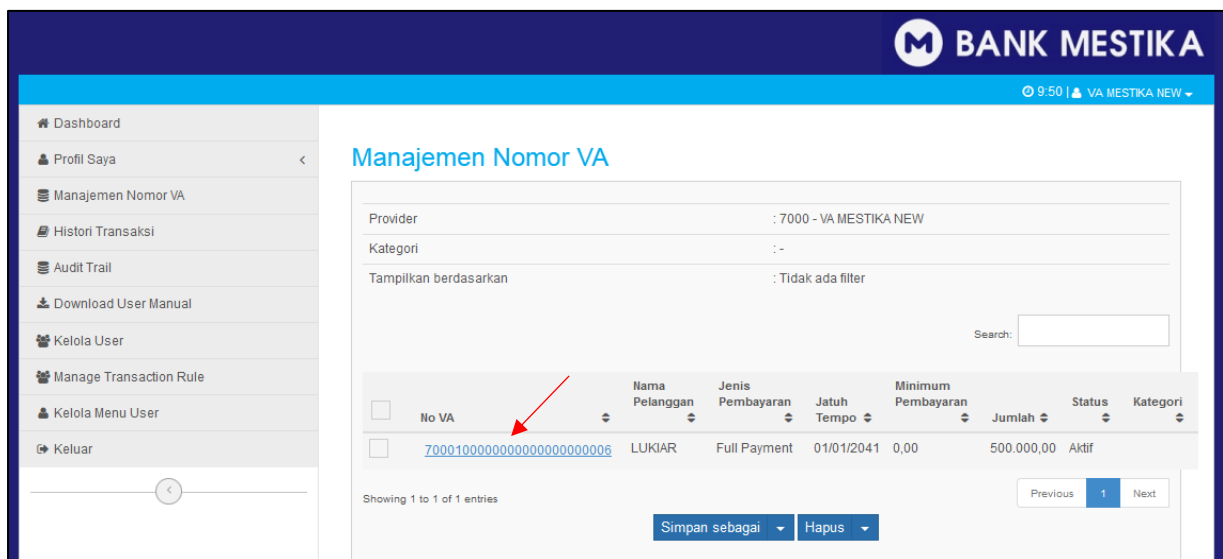 BANK MESTIKA
9:50 | VA MESTIKA NEW
Dashboard
Profil Saya
Manajemen Nomor VA
Histori Transaksi
Audit Trail
Download User Manual
Kelola User
Manage Transaction Rule
Kelola Menu User
Keluar
Manajemen Nomor VA
Provider : 7000 - VA MESTIKA NEW
Kategori : -
Tampilkan berdasarkan : Tidak ada filter
Search:
No VA Nama Pelanggan Jenis Pembayaran Jatuh Tempo Minimum Pembayaran Jumlah Status Kategori
LUKIAR Full Payment 01/01/2041 0,00 500.000,00 Aktif
Showing 1 to 1 of 1 entries
Previous 1 Next
Simpan sebagai Hapus